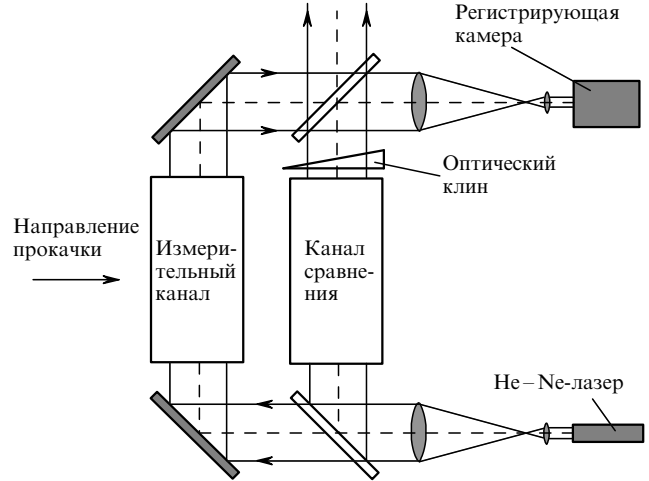 Регистрирующая
камера
Оптический
клин
Направление
прокачки
Измери-
тельный
канал
Канал
сравне-
ния
He – Ne-лазер